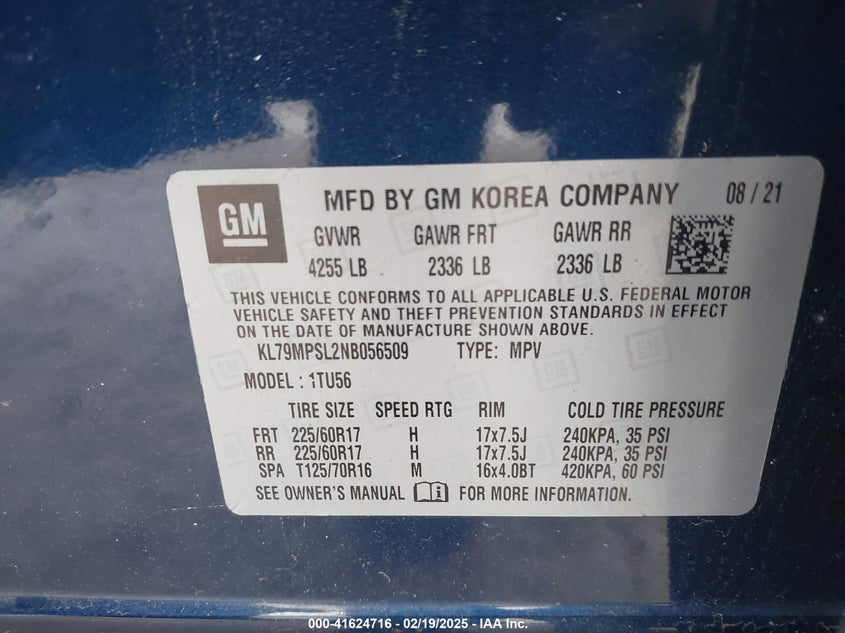 GM MFD BY GM KOREA COMPANY 08 / 21
GVWR GAWR FRT GAWR RR
4255 LB 2336 LB 2336 LB
THIS VEHICLE CONFORMS TO ALL APPLICABLE U.S. FEDERAL MOTOR
VEHICLE SAFETY AND THEFT PREVENTION STANDARDS IN EFFECT
ON THE DATE OF MANUFACTURE SHOWN ABOVE.
KL79MPSL2NB056509 TYPE: MPV
MODEL : 1TU56
TIRE SIZE SPEED RTG RIM COLD TIRE PRESSURE
FRT 225/60R17 H 17x7.5J 240KPA, 35 PSI
RR 225/60R17 H 17x7.5J 240KPA, 35 PSI
SPA T125/70R16 M 16x4.0BT 420KPA, 60 PSI
SEE OWNER'S MANUAL FOR MORE INFORMATION.
000-41624716 - 02/19/2025 - IAA Inc.